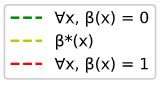 ∀x, β(x) = 0
β*(x)
∀x, β(x) = 1